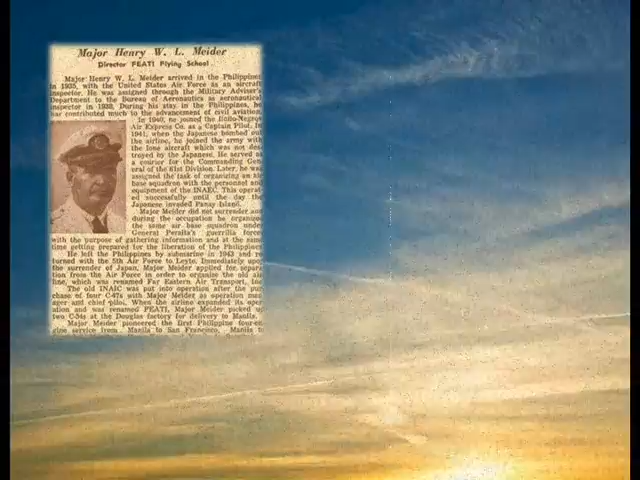 Major Henry W. L. Meider
Director FEATI Flying School
Major Henry W. L. Meider arrived in the Philippines
in 1935, with the United States Air Force as an aircraft
inspector. He was assigned through the Military Adviser's
Department to the Bureau of Aeronautics as aeronautical
inspector in 1938. During his stay in the Philippines, he
has contributed much to the advancement of civil aviation.
In 1940, he joined the Iloilo-Negros
Air Express Co. as a Captain Pilot. In
1941, when the Japanese bombed out
the airline, he joined the army with
the lone aircraft which was not des-
troyed by the Japanese. He served as
a courier for the Commanding Gen-
eral of the 61st Division. Later, he was
assigned the task of organizing an air
base squadron with the personnel and
equipment of the INAEC. This operat-
ed successfully until the day the
Japanese invaded Panay Island.
Major Meider did not surrender and
during the occupation he organized
the same air base squadron under
General Peralta's guerrilla forces
with the purpose of gathering information and at the same
time getting prepared for the liberation of the Philippines.
He left the Philippines by submarine in 1943 and re-
turned with the 5th Air Force to Leyte. Immediately upon
the surrender of Japan, Major Meider applied for separa-
tion from the Air Force in order to organize the old air-
line, which was renamed Far Eastern Air Transport, Inc.
The old INAEC was put into operation after the pur-
chase of four C-47s with Major Meider as operation man-
ager and chief pilot. When the airline expanded its oper-
ation and was renamed FEATI, Major Meider picked up
two C-54s at the Douglas factory for delivery to Manila.
Major Meider pioneered the first Philippine four-en-
gine service from Manila to San Francisco, Manila to